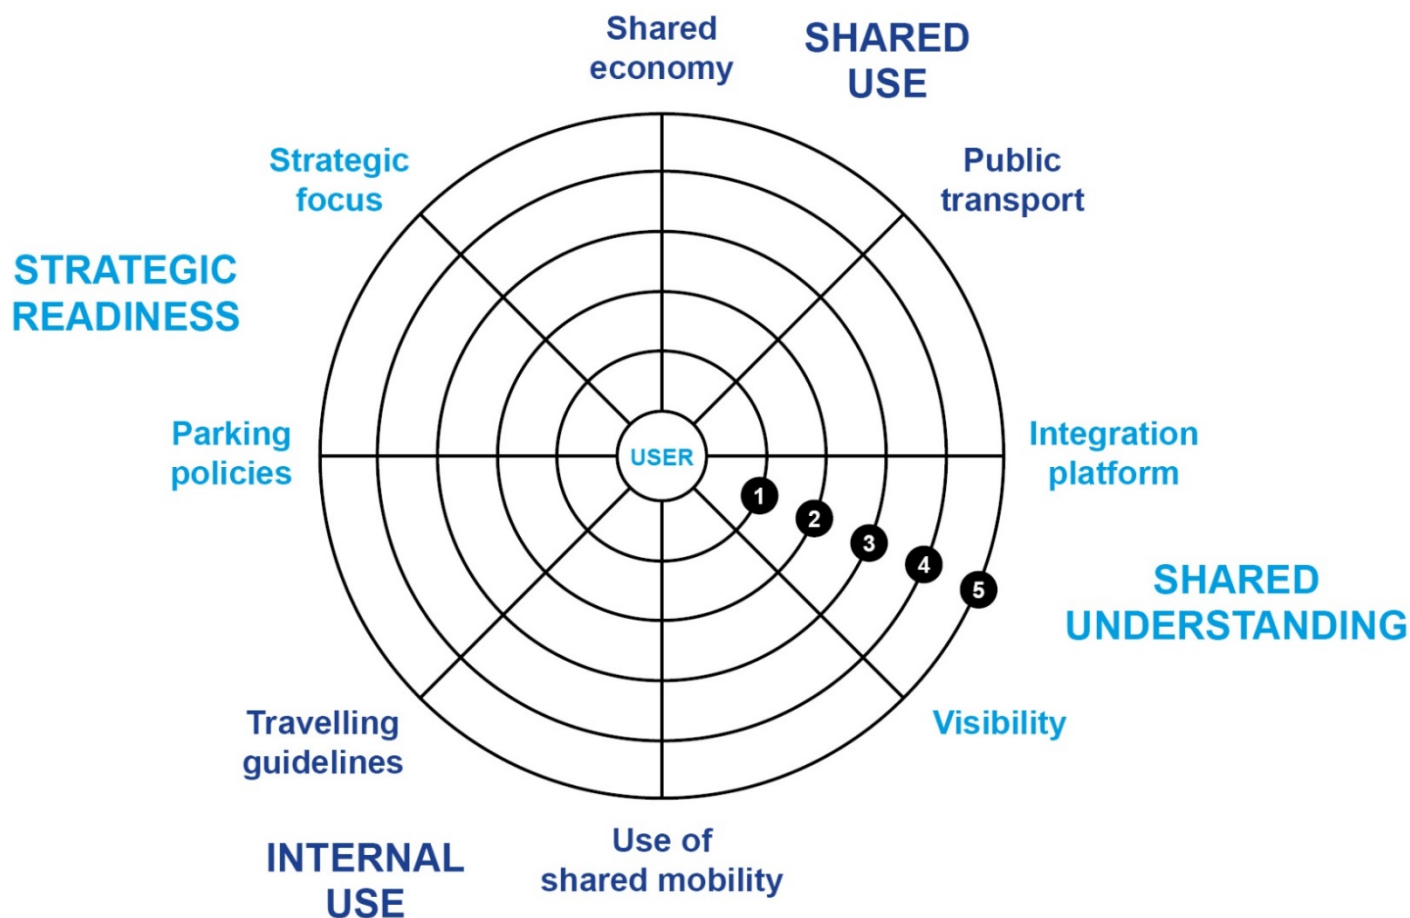 Shared
economy
SHARED
USE
Strategic
focus
Public
transport
STRATEGIC
READINESS
Parking
policies
USER
Integration
platform
1
2
3
4
5
SHARED
UNDERSTANDING
Travelling
guidelines
Visibility
INTERNAL
USE
Use of
shared mobility